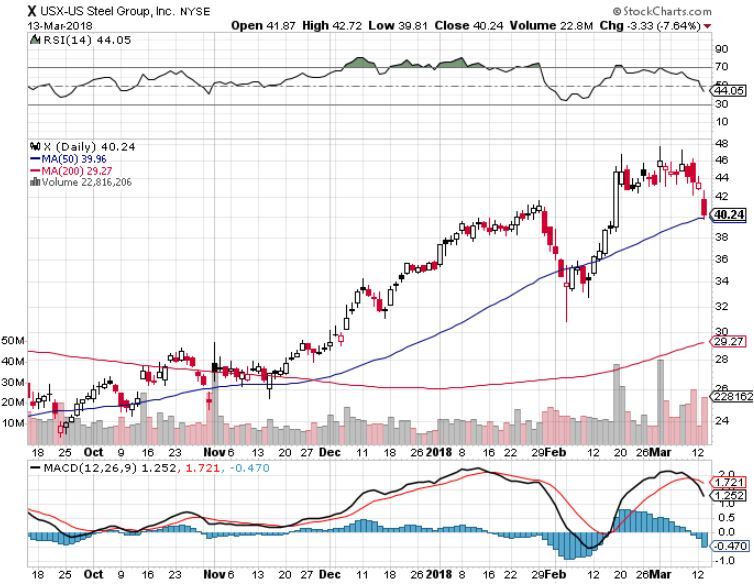 X USX-US Steel Group, Inc. NYSE
© StockCharts.com
13-Mar-2018 Open 41.87 High 42.72 Low 39.81 Close 40.24 Volume 22.8M Chg -3.33 (-7.64%)
RSI(14) 44.05
90
70
50
44.05
30
10
X (Daily) 40.24
MA(50) 39.96
MA(200) 29.27
Volume 22,816,206
48
46
44
42
40.24
38
36
34
32
30
29.27
28
26
228162
24
50M
40M
30M
20M
10M
18 25 Oct 9 16 23 Nov 6 13 20 27 Dec 11 18 26 2018 8 16 22 29 Feb 12 20 26 Mar 12
MACD(12,26,9) 1.252, 1.721, -0.470
2.0
1.721
1.252
1.0
0.5
0.0
-0.470
-1.0
18 25 Oct 9 16 23 Nov 6 13 20 27 Dec 11 18 26 2018 8 16 22 29 Feb 12 20 26 Mar 12